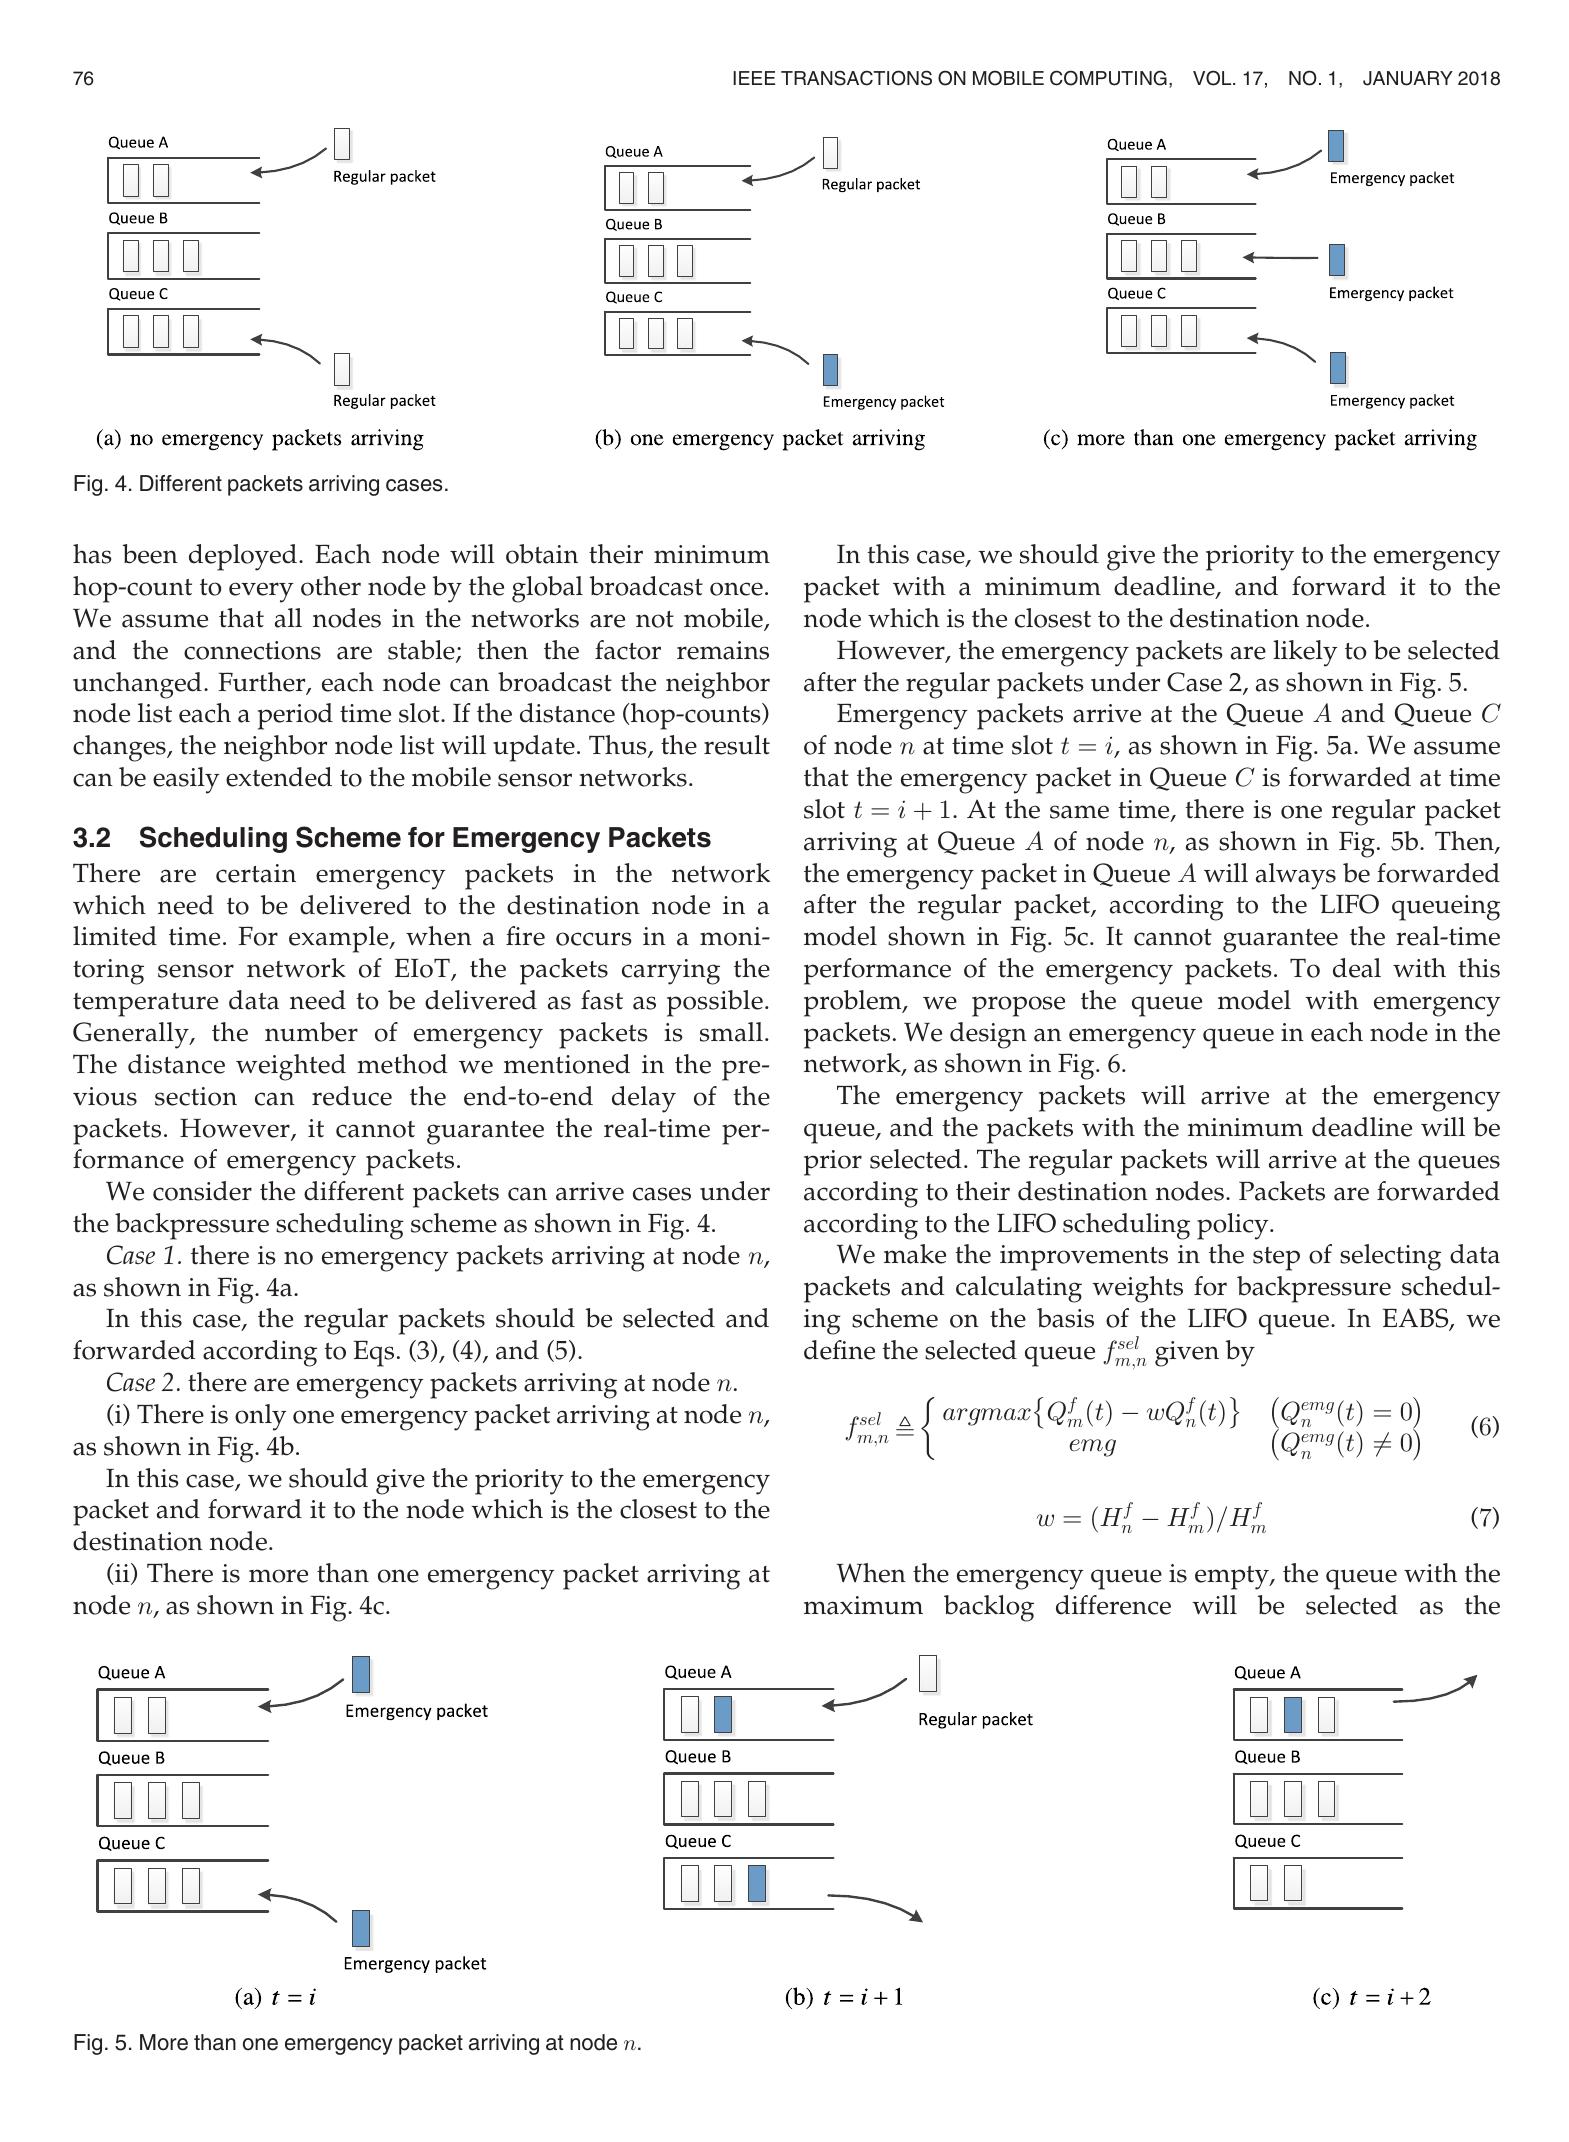 76
IEEE TRANSACTIONS ON MOBILE COMPUTING, VOL. 17, NO. 1, JANUARY 2018
Queue A
Regular packet
Queue B
Queue C
Regular packet
(a) no emergency packets arriving
Queue A
Regular packet
Queue B
Queue C
Emergency packet
(b) one emergency packet arriving
Queue A
Emergency packet
Queue B
Emergency packet
Queue C
Emergency packet
(c) more than one emergency packet arriving
Fig. 4. Different packets arriving cases.
has been deployed. Each node will obtain their minimum
hop-count to every other node by the global broadcast once.
We assume that all nodes in the networks are not mobile,
and the connections are stable; then the factor remains
unchanged. Further, each node can broadcast the neighbor
node list each a period time slot. If the distance (hop-counts)
changes, the neighbor node list will update. Thus, the result
can be easily extended to the mobile sensor networks.
3.2 Scheduling Scheme for Emergency Packets
There are certain emergency packets in the network
which need to be delivered to the destination node in a
limited time. For example, when a fire occurs in a moni-
toring sensor network of EIoT, the packets carrying the
temperature data need to be delivered as fast as possible.
Generally, the number of emergency packets is small.
The distance weighted method we mentioned in the pre-
vious section can reduce the end-to-end delay of the
packets. However, it cannot guarantee the real-time per-
formance of emergency packets.
We consider the different packets can arrive cases under
the backpressure scheduling scheme as shown in Fig. 4.
Case 1. there is no emergency packets arriving at node n,
as shown in Fig. 4a.
In this case, the regular packets should be selected and
forwarded according to Eqs. (3), (4), and (5).
Case 2. there are emergency packets arriving at node n.
(i) There is only one emergency packet arriving at node n,
as shown in Fig. 4b.
In this case, we should give the priority to the emergency
packet and forward it to the node which is the closest to the
destination node.
(ii) There is more than one emergency packet arriving at
node n, as shown in Fig. 4c.
In this case, we should give the priority to the emergency
packet with a minimum deadline, and forward it to the
node which is the closest to the destination node.
However, the emergency packets are likely to be selected
after the regular packets under Case 2, as shown in Fig. 5.
Emergency packets arrive at the Queue A and Queue C
of node n at time slot t = i, as shown in Fig. 5a. We assume
that the emergency packet in Queue C is forwarded at time
slot t = i + 1. At the same time, there is one regular packet
arriving at Queue A of node n, as shown in Fig. 5b. Then,
the emergency packet in Queue A will always be forwarded
after the regular packet, according to the LIFO queueing
model shown in Fig. 5c. It cannot guarantee the real-time
performance of the emergency packets. To deal with this
problem, we propose the queue model with emergency
packets. We design an emergency queue in each node in the
network, as shown in Fig. 6.
The emergency packets will arrive at the emergency
queue, and the packets with the minimum deadline will be
prior selected. The regular packets will arrive at the queues
according to their destination nodes. Packets are forwarded
according to the LIFO scheduling policy.
We make the improvements in the step of selecting data
packets and calculating weights for backpressure schedul-
ing scheme on the basis of the LIFO queue. In EABS, we
define the selected queue f_{m,n}^{sel} given by
f_{m,n}^{sel} ≜ { argmax{Q_m^f(t) − wQ_n^f(t)} (Q_n^{emg}(t) = 0)
emg (Q_n^{emg}(t) ≠ 0) (6)
w = (H_n^f − H_m^f)/H_m^f (7)
When the emergency queue is empty, the queue with the
maximum backlog difference will be selected as the
Queue A
Emergency packet
Queue B
Queue C
Emergency packet
(a) t = i
Queue A
Regular packet
Queue B
Queue C
(b) t = i + 1
Queue A
Queue B
Queue C
(c) t = i + 2
Fig. 5. More than one emergency packet arriving at node n.